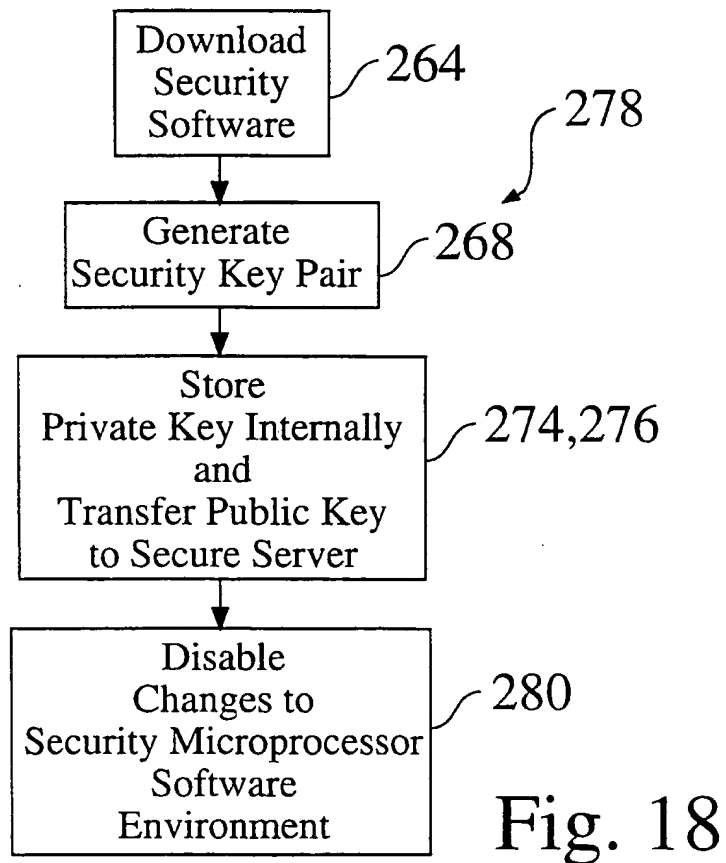 Download
Security
Software
264
278
Generate
Security Key Pair
268
Store
Private Key Internally
and
Transfer Public Key
to Secure Server
274,276
Disable
Changes to
Security Microprocessor
Software
Environment
280
Fig. 18